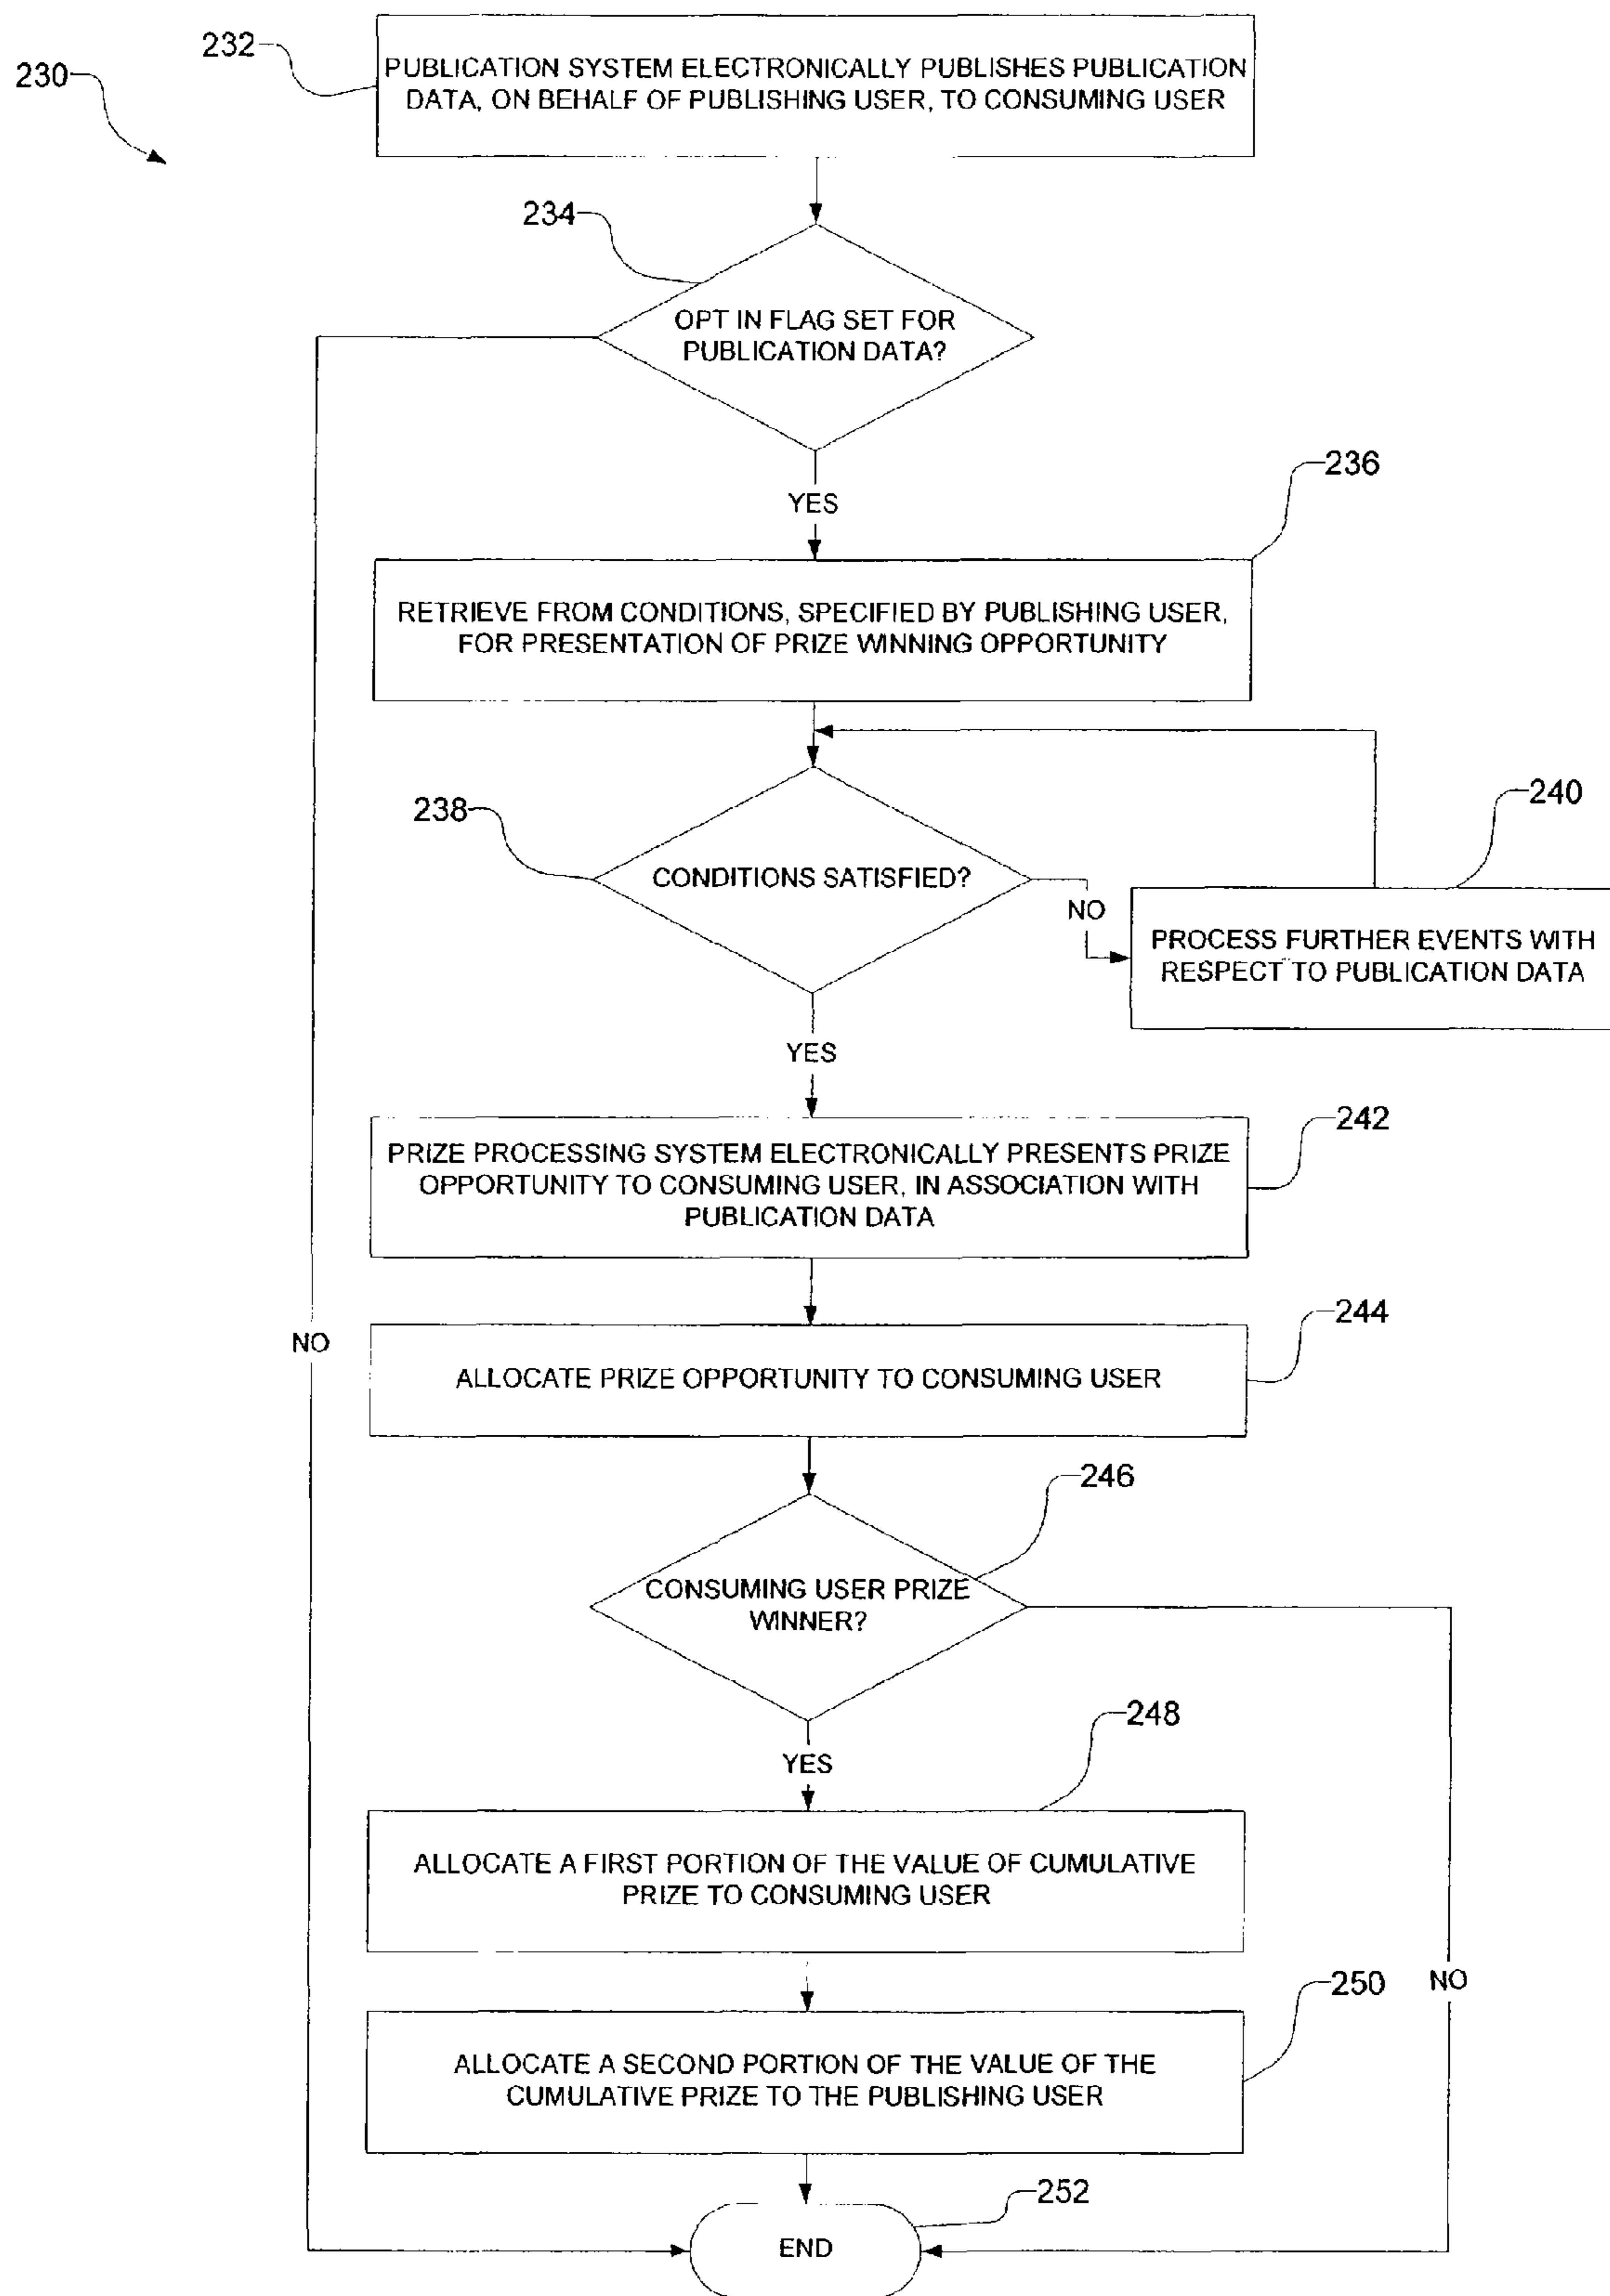 232
230
PUBLICATION SYSTEM ELECTRONICALLY PUBLISHES PUBLICATION
DATA, ON BEHALF OF PUBLISHING USER, TO CONSUMING USER
234
OPT IN FLAG SET FOR
PUBLICATION DATA?
YES
236
RETRIEVE FROM CONDITIONS, SPECIFIED BY PUBLISHING USER,
FOR PRESENTATION OF PRIZE WINNING OPPORTUNITY
238
CONDITIONS SATISFIED?
NO
240
PROCESS FURTHER EVENTS WITH
RESPECT TO PUBLICATION DATA
YES
242
PRIZE PROCESSING SYSTEM ELECTRONICALLY PRESENTS PRIZE
OPPORTUNITY TO CONSUMING USER, IN ASSOCIATION WITH
PUBLICATION DATA
244
NO
ALLOCATE PRIZE OPPORTUNITY TO CONSUMING USER
246
CONSUMING USER PRIZE
WINNER?
YES
248
ALLOCATE A FIRST PORTION OF THE VALUE OF CUMULATIVE
PRIZE TO CONSUMING USER
250
NO
ALLOCATE A SECOND PORTION OF THE VALUE OF THE
CUMULATIVE PRIZE TO THE PUBLISHING USER
252
END